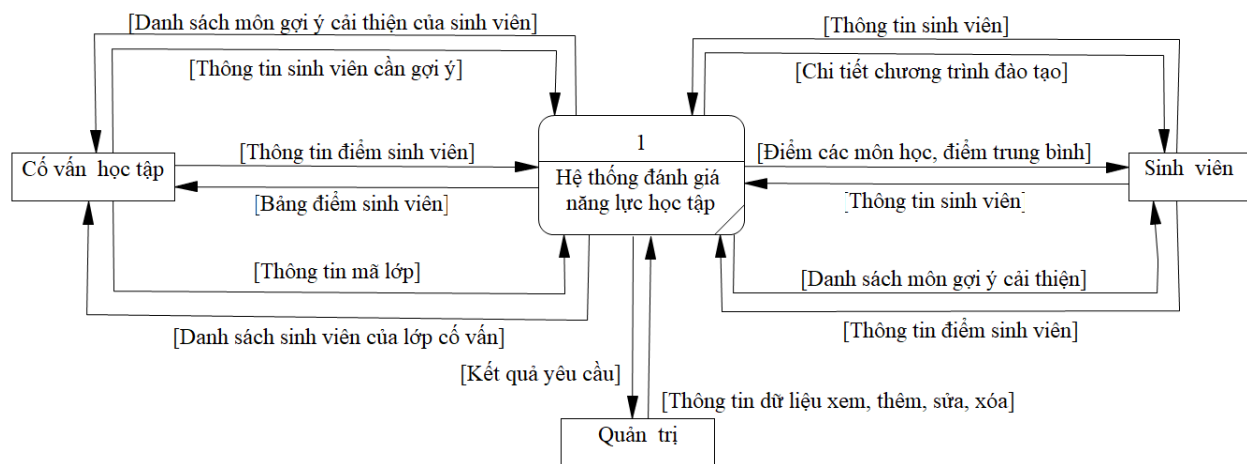 [Danh sách môn gợi ý cải thiện của sinh viên]
[Thông tin sinh viên]
[Thông tin sinh viên cần gợi ý]
[Chi tiết chương trình đào tạo]
1
[Thông tin điểm sinh viên]
[Điểm các môn học, điểm trung bình]
Cố vấn học tập
Hệ thống đánh giá
năng lực học tập
Sinh viên
[Bảng điểm sinh viên]
[Thông tin sinh viên]
[Thông tin mã lớp]
[Danh sách môn gợi ý cải thiện]
[Danh sách sinh viên của lớp cố vấn]
[Thông tin điểm sinh viên]
[Kết quả yêu cầu]
[Thông tin dữ liệu xem, thêm, sửa, xóa]
Quản trị